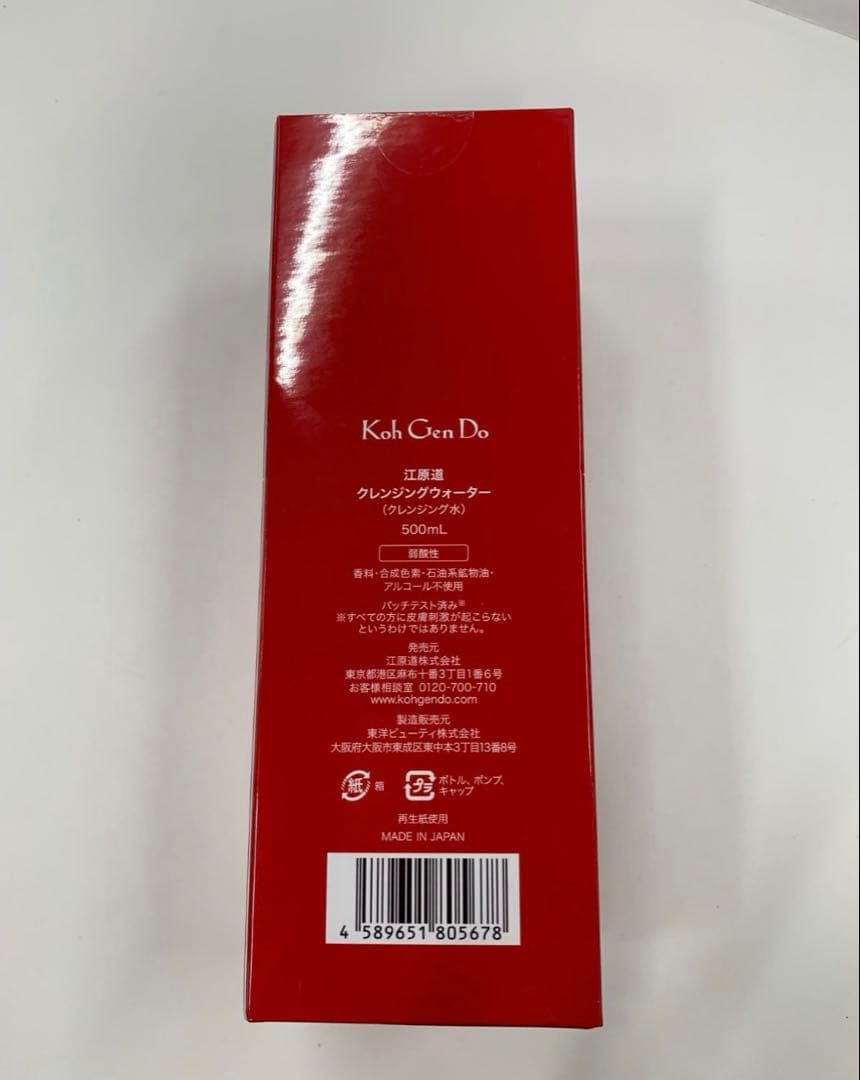 Koh Gen Do
江原道
クレンジングウォーター
（クレンジング水）
500mL
弱酸性
香料・合成色素・石油系鉱物油・
アルコール不使用
パッチテスト済み※
※すべての方に皮膚刺激が起こらない
というわけではありません。
発売元
江原道株式会社
東京都港区麻布十番3丁目1番6号
お客様相談室 0120-700-710
www.kohgendo.com
製造販売元
東洋ビューティ株式会社
大阪府大阪市東成区東中本3丁目13番8号
紙 箱
プラ ボトル、ポンプ、
キャップ
再生紙使用
MADE IN JAPAN
4 589651 805678